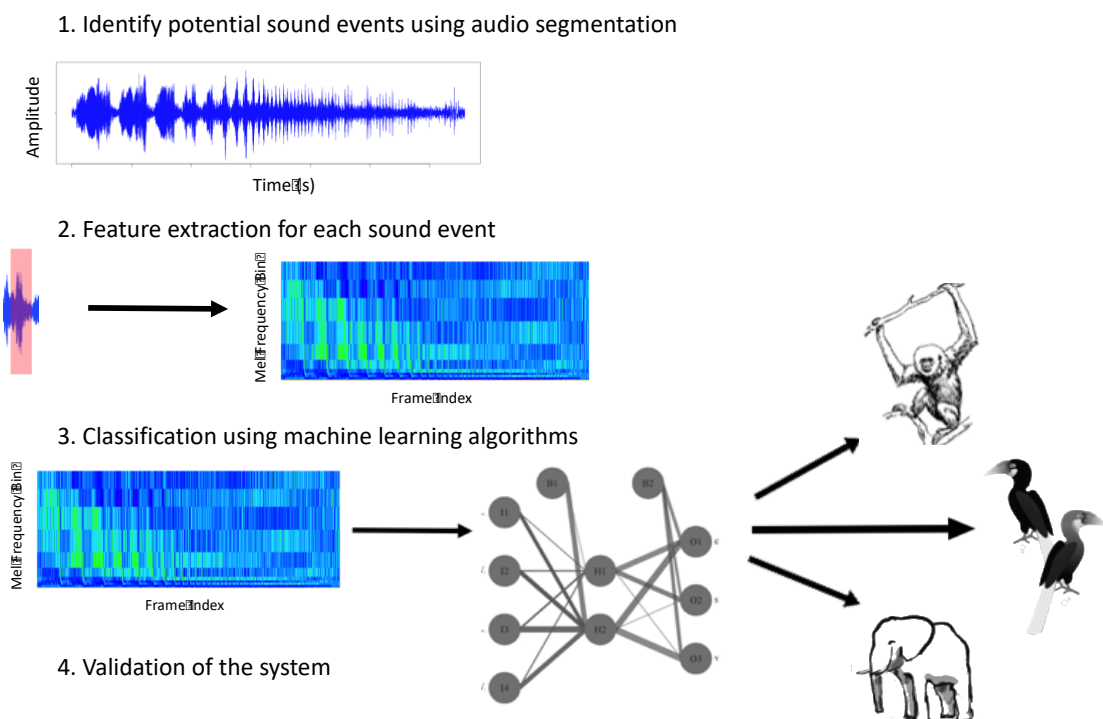 1. Identify potential sound events using audio segmentation
Amplitude
Time (s)
2. Feature extraction for each sound event
Mel Frequency Bin
Frame Index
3. Classification using machine learning algorithms
Mel Frequency Bin
Frame Index
B1
B2
I1
I2
I3
I4
H1
H2
O1
O2
O3
4. Validation of the system